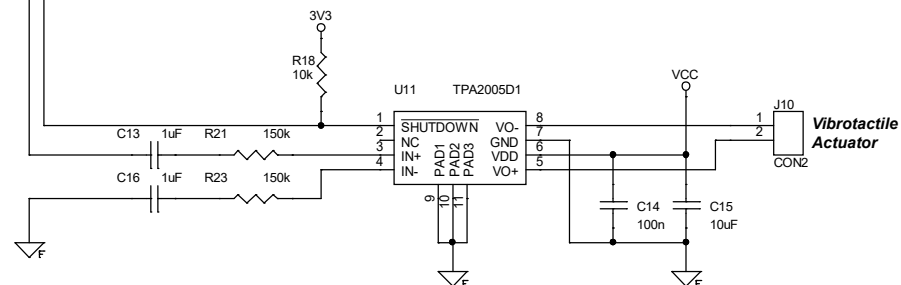 3V3
R18
10k
U11 TPA2005D1
VCC
J10
1 SHUTDOWN VO- 8
2 NC GND 7
3 IN+ VDD 6
4 IN- VO+ 5
PAD1 PAD2 PAD3
9 10 11
1
2
CON2
Vibrotactile
Actuator
C13 1uF R21 150k
C16 1uF R23 150k
C14
100n
C15
10uF
F
F
F